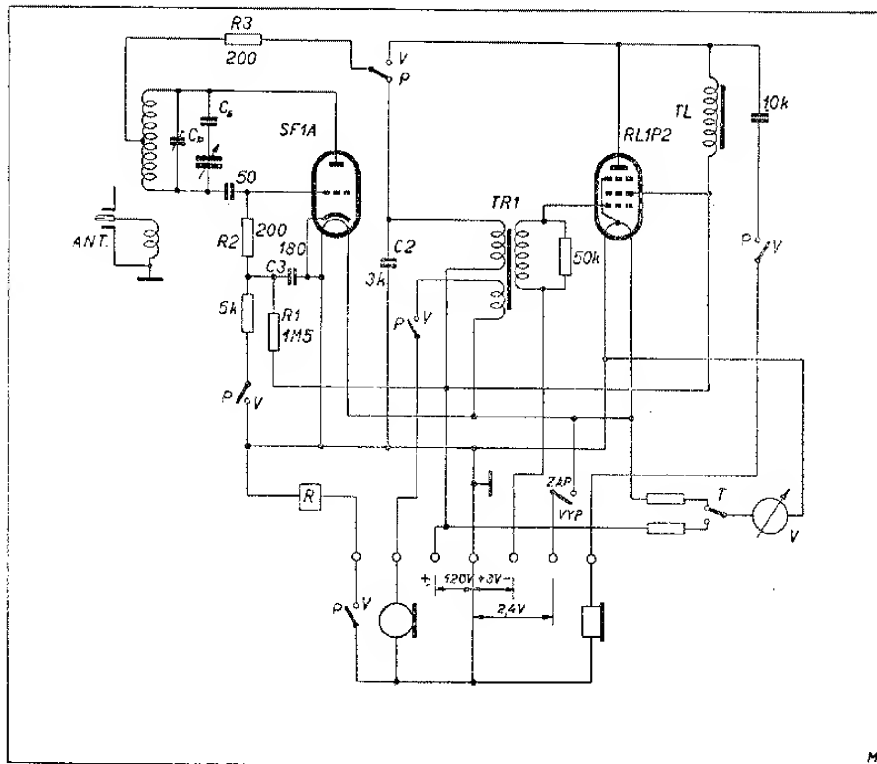 R3
200
V
P
C₅
Cp
SF1A
50
ANT.
R2
200
180
C3
5k
R1
1M5
P
V
C2
3k
TR1
50k
RL1P2
TL
10k
P
V
P
V
R
ZAP
VYP
T
V
+
120V
+3V-
2,4V
P
V
M